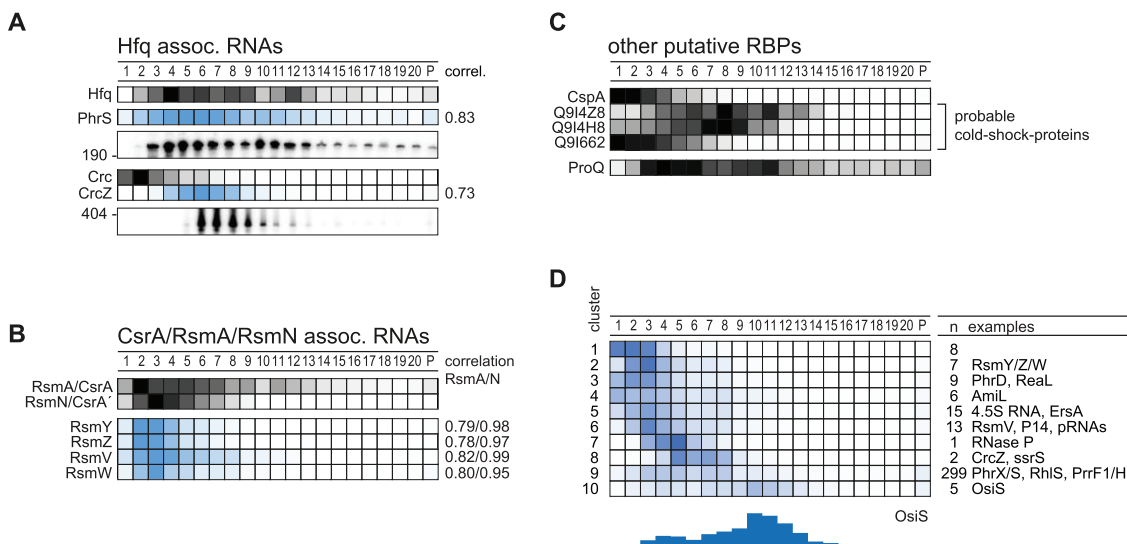 A
Hfq assoc. RNAs
1 2 3 4 5 6 7 8 9 10 11 12 13 14 15 16 17 18 19 20 P correl.
Hfq
PhrS 0.83
190 -
Crc
CrcZ 0.73
404 -
B
CsrA/RsmA/RsmN assoc. RNAs
1 2 3 4 5 6 7 8 9 10 11 12 13 14 15 16 17 18 19 20 P correlation
RsmA/N
RsmA/CsrA
RsmN/CsrA´
RsmY 0.79/0.98
RsmZ 0.78/0.97
RsmV 0.82/0.99
RsmW 0.80/0.95
C
other putative RBPs
1 2 3 4 5 6 7 8 9 10 11 12 13 14 15 16 17 18 19 20 P
CspA
Q9I4Z8
Q9I4H8
Q9I662
probable
cold-shock-proteins
ProQ
D
cluster
1 2 3 4 5 6 7 8 9 10 11 12 13 14 15 16 17 18 19 20 P n examples
1 8
2 7 RsmY/Z/W
3 9 PhrD, ReaL
4 6 AmiL
5 15 4.5S RNA, ErsA
6 13 RsmV, P14, pRNAs
7 1 RNase P
8 2 CrcZ, ssrS
9 299 PhrX/S, RhlS, PrrF1/H
10 5 OsiS
OsiS